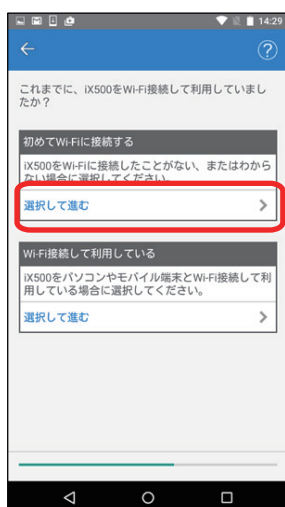 14:29
これまでに、iX500をWi-Fi接続して利用していまし
たか？
初めてWi-Fiに接続する
iX500をWi-Fiに接続したことがない、またはわから
ない場合に選択してください。
選択して進む
Wi-Fi接続して利用している
iX500をパソコンやモバイル端末とWi-Fi接続して利
用している場合に選択してください。
選択して進む